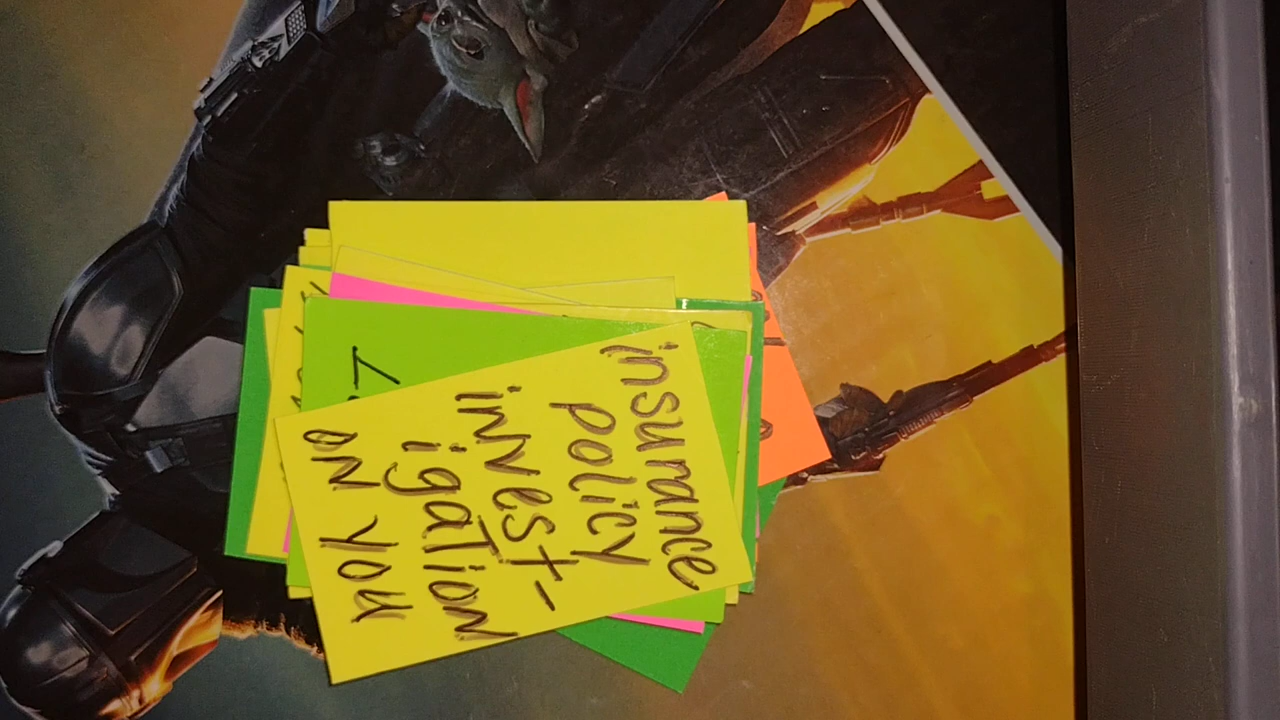 insurance
policy
invest-
igation
on you